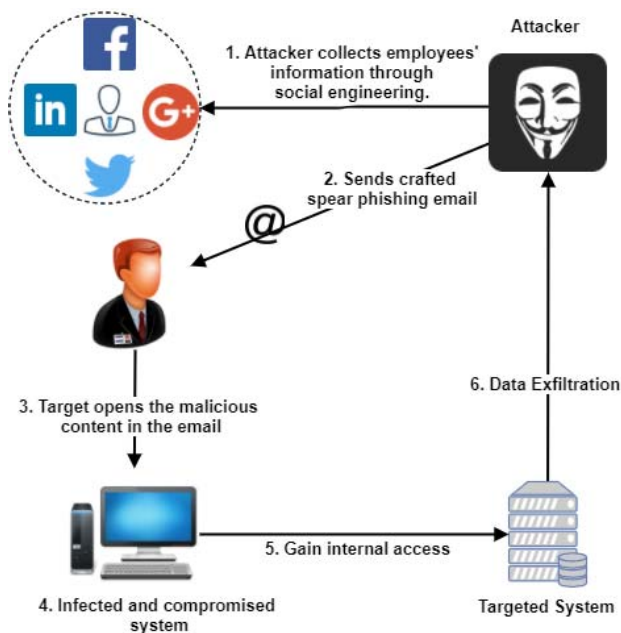 Attacker
1. Attacker collects employees'
information through
social engineering.
in
G+
2. Sends crafted
spear phishing email
@
3. Target opens the malicious
content in the email
6. Data Exfiltration
5. Gain internal access
4. Infected and compromised
system
Targeted System